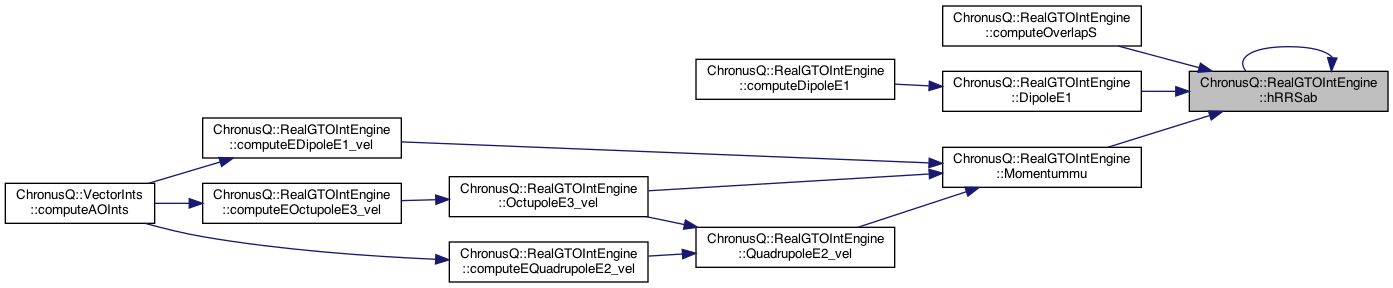 ChronusQ::RealGTOIntEngine
::computeOverlapS
ChronusQ::RealGTOIntEngine
::hRRSab
ChronusQ::RealGTOIntEngine
::computeDipoleE1
ChronusQ::RealGTOIntEngine
::DipoleE1
ChronusQ::RealGTOIntEngine
::computeEDipoleE1_vel
ChronusQ::RealGTOIntEngine
::Momentummu
ChronusQ::VectorInts
::computeAOInts
ChronusQ::RealGTOIntEngine
::computeEOctupoleE3_vel
ChronusQ::RealGTOIntEngine
::OctupoleE3_vel
ChronusQ::RealGTOIntEngine
::QuadrupoleE2_vel
ChronusQ::RealGTOIntEngine
::computeEQuadrupoleE2_vel